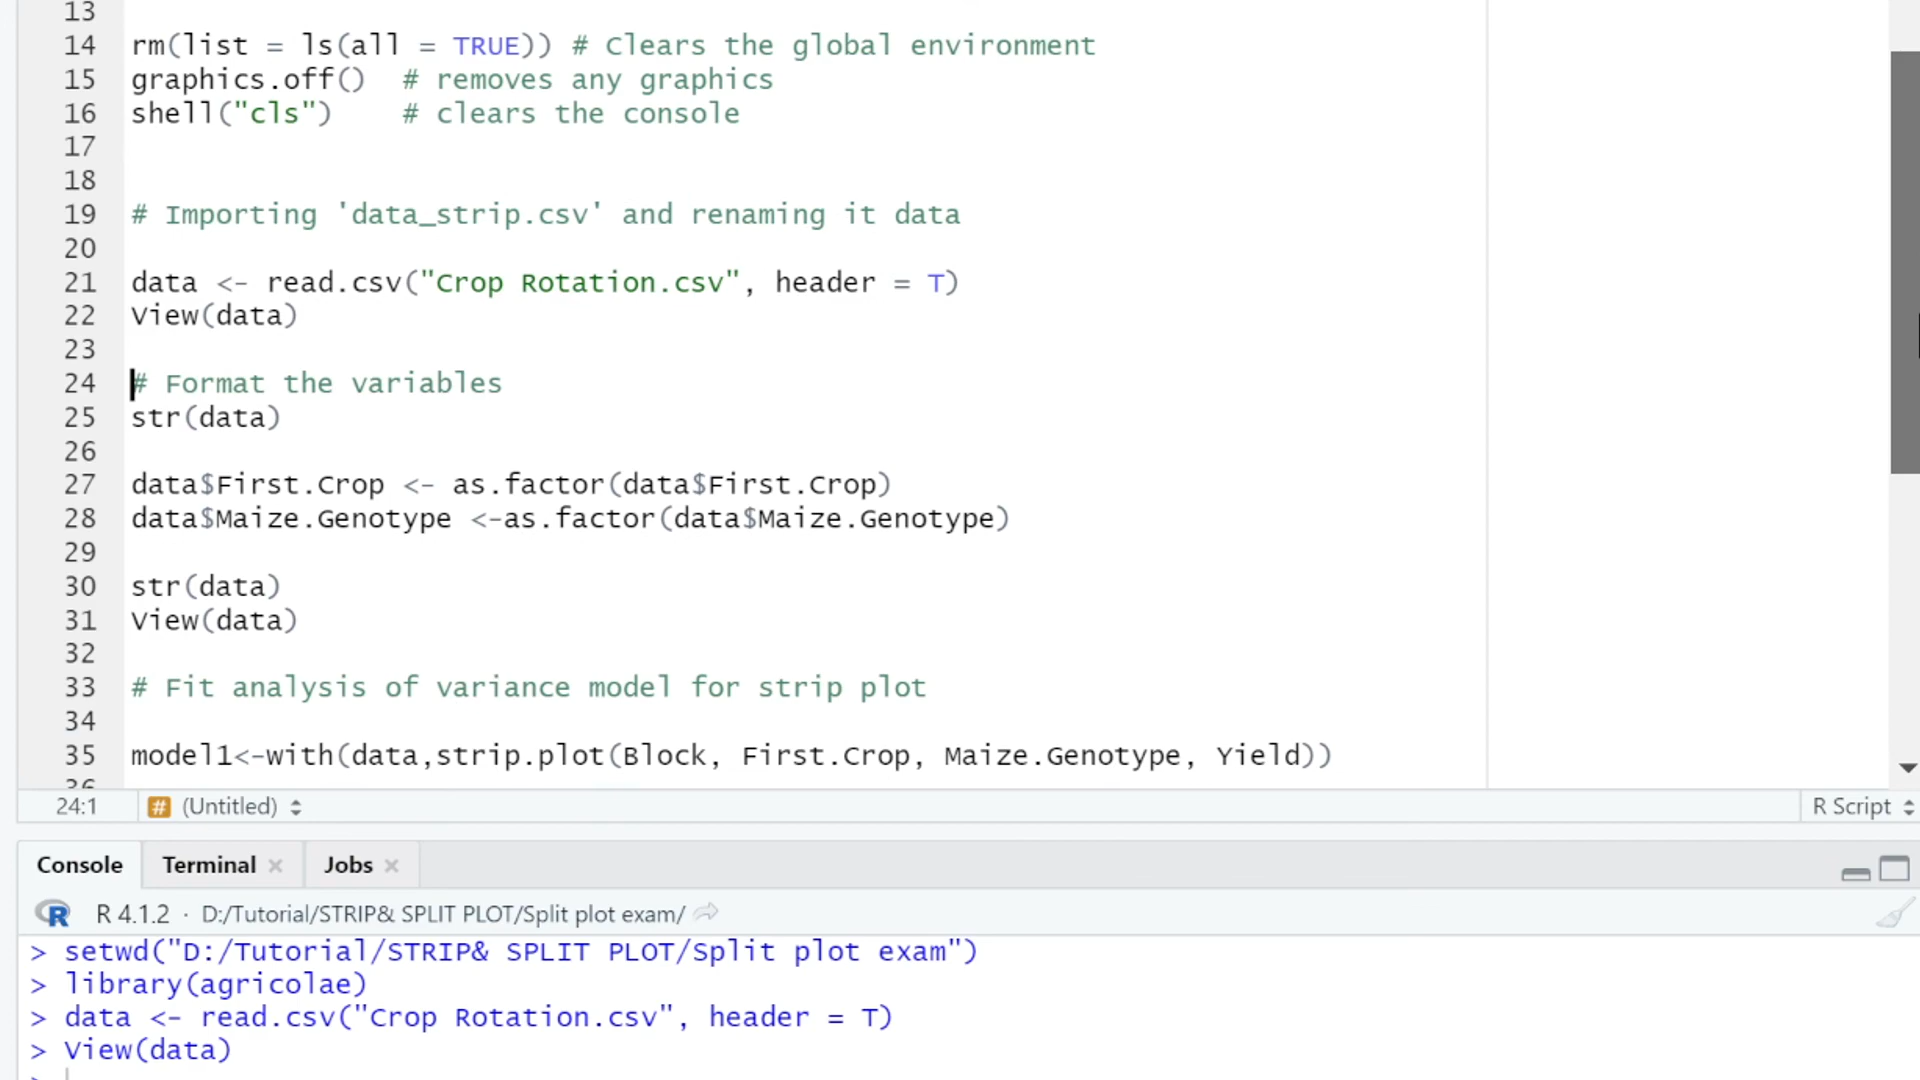 13
14 rm(list = ls(all = TRUE)) # Clears the global environment
15 graphics.off()  # removes any graphics
16 shell("cls")    # clears the console
17
18
19 # Importing 'data_strip.csv' and renaming it data
20
21 data <- read.csv("Crop Rotation.csv", header = T)
22 View(data)
23
24 # Format the variables
25 str(data)
26
27 data$First.Crop <- as.factor(data$First.Crop)
28 data$Maize.Genotype <-as.factor(data$Maize.Genotype)
29
30 str(data)
31 View(data)
32
33 # Fit analysis of variance model for strip plot
34
35 model1<-with(data,strip.plot(Block, First.Crop, Maize.Genotype, Yield))
36
24:1 # (Untitled) R Script
Console Terminal × Jobs ×
R R 4.1.2 · D:/Tutorial/STRIP& SPLIT PLOT/Split plot exam/
> setwd("D:/Tutorial/STRIP& SPLIT PLOT/Split plot exam")
> library(agricolae)
> data <- read.csv("Crop Rotation.csv", header = T)
> View(data)
>